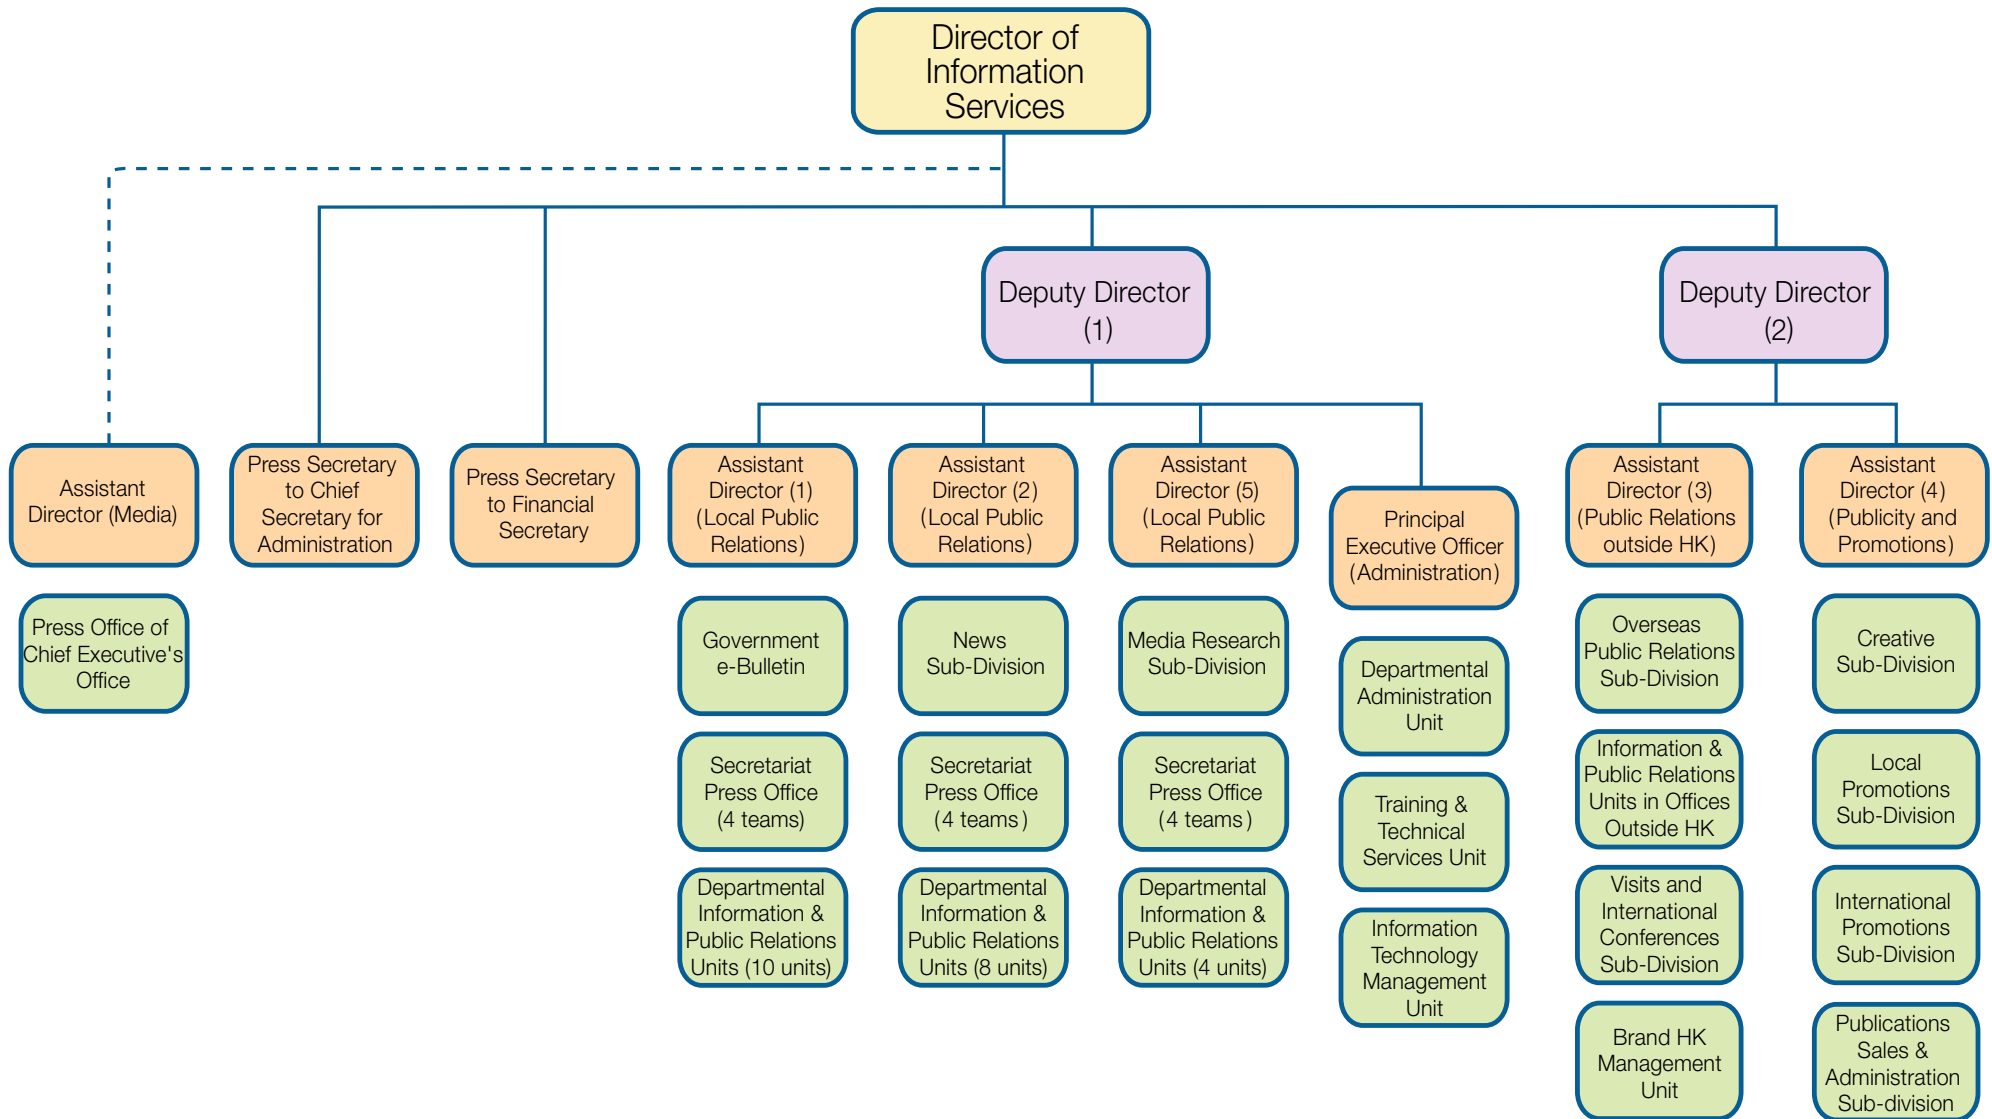 Director of
Information
Services
Deputy Director
(1)
Deputy Director
(2)
Assistant
Director (Media)
Press Secretary
to Chief
Secretary for
Administration
Press Secretary
to Financial
Secretary
Assistant
Director (1)
(Local Public
Relations)
Assistant
Director (2)
(Local Public
Relations)
Assistant
Director (5)
(Local Public
Relations)
Principal
Executive Officer
(Administration)
Assistant
Director (3)
(Public Relations
outside HK)
Assistant
Director (4)
(Publicity and
Promotions)
Press Office of
Chief Executive's
Office
Government
e-Bulletin
News
Sub-Division
Media Research
Sub-Division
Departmental
Administration
Unit
Overseas
Public Relations
Sub-Division
Creative
Sub-Division
Secretariat
Press Office
(4 teams)
Secretariat
Press Office
(4 teams)
Secretariat
Press Office
(4 teams)
Training &
Technical
Services Unit
Information &
Public Relations
Units in Offices
Outside HK
Local
Promotions
Sub-Division
Departmental
Information &
Public Relations
Units (10 units)
Departmental
Information &
Public Relations
Units (8 units)
Departmental
Information &
Public Relations
Units (4 units)
Information
Technology
Management
Unit
Visits and
International
Conferences
Sub-Division
International
Promotions
Sub-Division
Brand HK
Management
Unit
Publications
Sales &
Administration
Sub-division